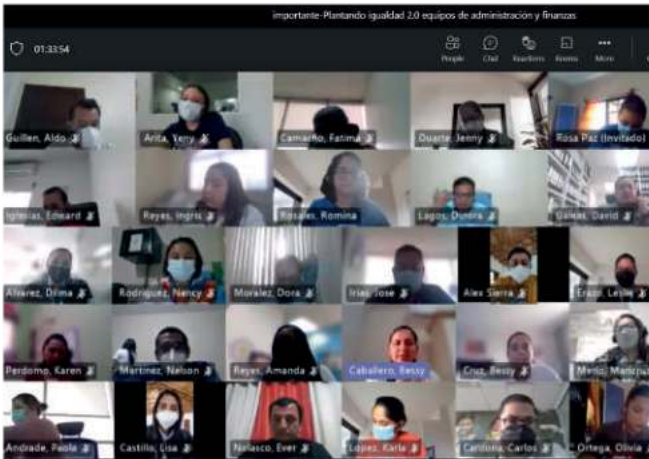 importante-Plantando igualdad 2.0 equipos de administración y finanzas
01:33:54
People Chat Reactions Rooms More
Guillen, Aldo
Arita, Yeny
Camacho, Fatima
Duarte, Jenny
Rosa Paz (Invitado)
Iglesias, Edward
Reyes, Ingris
Rosales, Romina
Lagos, Dunora
Galeas, David
Alvarez, Dilma
Rodriguez, Nancy
Moralez, Dora
Irias, Jose
Alex Sierra
Erazo, Leslie
Perdomo, Karen
Martinez, Nelson
Reyes, Amanda
Caballero, Bessy
Cruz, Bessy
Andrade, Paola
Castillo, Lisa
Nolasco, Ever
Lopez, Karla
Cardona, Carlos
Ortega, Olivia